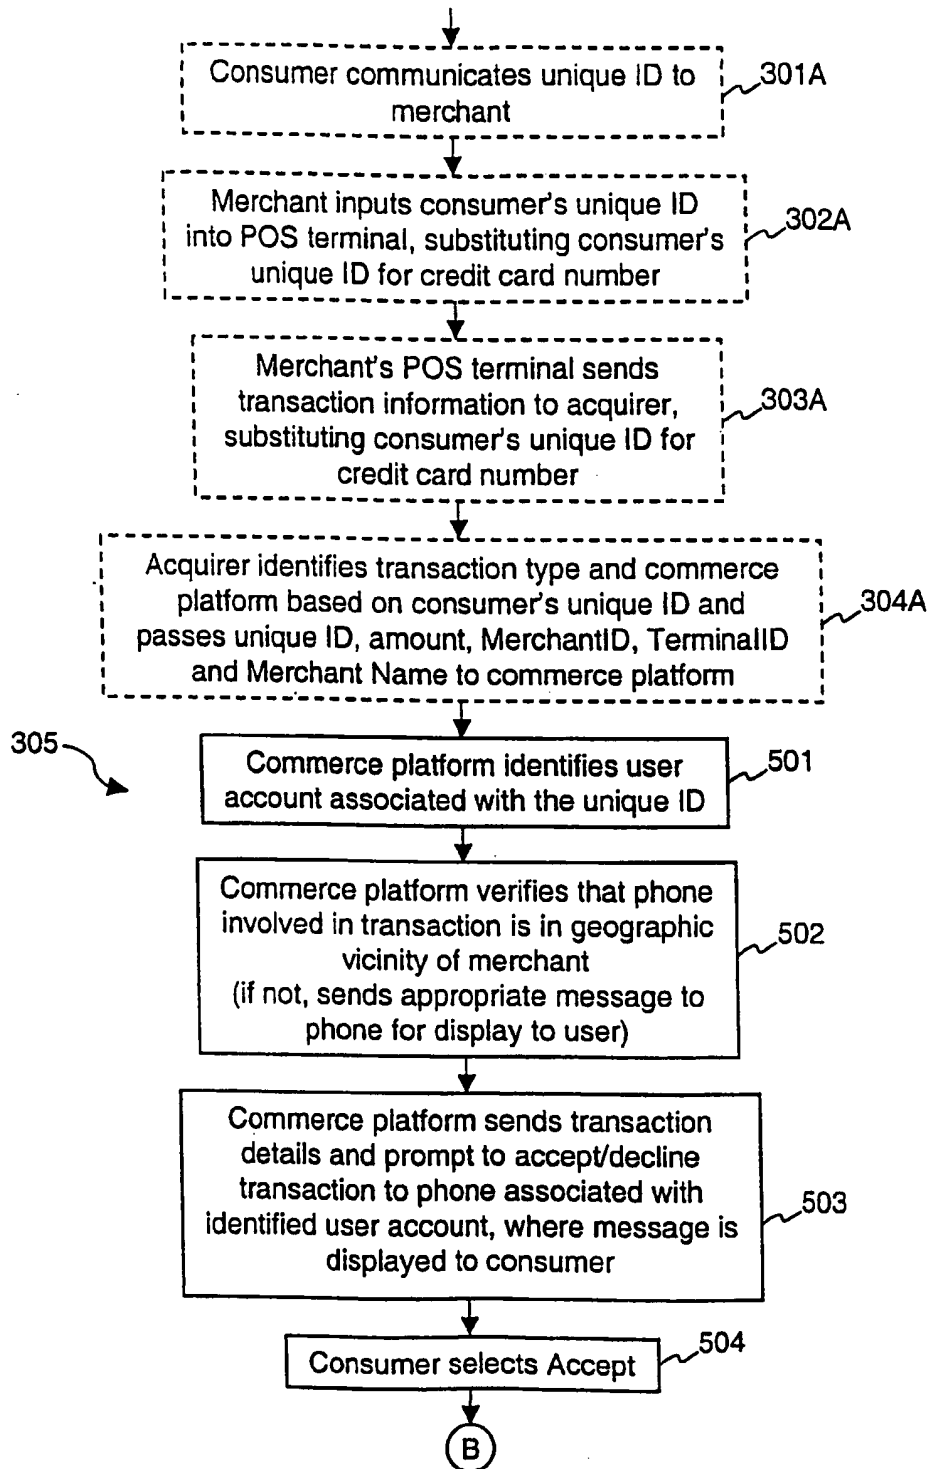 Consumer communicates unique ID to
merchant
301A
Merchant inputs consumer's unique ID
into POS terminal, substituting consumer's
unique ID for credit card number
302A
Merchant's POS terminal sends
transaction information to acquirer,
substituting consumer's unique ID for
credit card number
303A
Acquirer identifies transaction type and commerce
platform based on consumer's unique ID and
passes unique ID, amount, MerchantID, TerminalID
and Merchant Name to commerce platform
304A
305
Commerce platform identifies user
account associated with the unique ID
501
Commerce platform verifies that phone
involved in transaction is in geographic
vicinity of merchant
(if not, sends appropriate message to
phone for display to user)
502
Commerce platform sends transaction
details and prompt to accept/decline
transaction to phone associated with
identified user account, where message is
displayed to consumer
503
Consumer selects Accept
504
B